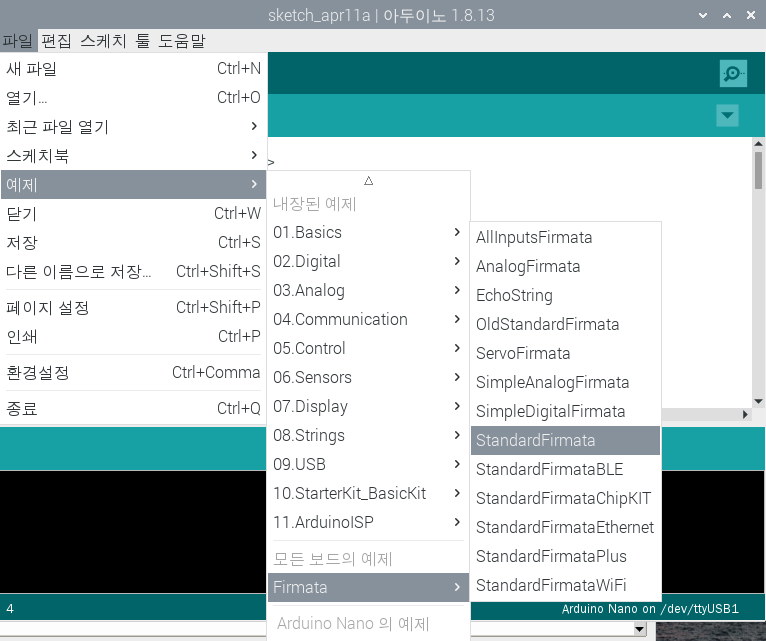 sketch_apr11a | 아두이노 1.8.13
파일 편집 스케치 툴 도움말
새 파일 Ctrl+N
열기... Ctrl+O
최근 파일 열기
스케치북
예제
닫기 Ctrl+W
저장 Ctrl+S
다른 이름으로 저장... Ctrl+Shift+S
페이지 설정 Ctrl+Shift+P
인쇄 Ctrl+P
환경설정 Ctrl+Comma
종료 Ctrl+Q
>
내장된 예제
01.Basics
02.Digital
03.Analog
04.Communication
05.Control
06.Sensors
07.Display
08.Strings
09.USB
10.StarterKit_BasicKit
11.ArduinoISP
모든 보드의 예제
Firmata
Arduino Nano 의 예제
AllInputsFirmata
AnalogFirmata
EchoString
OldStandardFirmata
ServoFirmata
SimpleAnalogFirmata
SimpleDigitalFirmata
StandardFirmata
StandardFirmataBLE
StandardFirmataChipKIT
StandardFirmataEthernet
StandardFirmataPlus
StandardFirmataWiFi
4
Arduino Nano on /dev/ttyUSB1